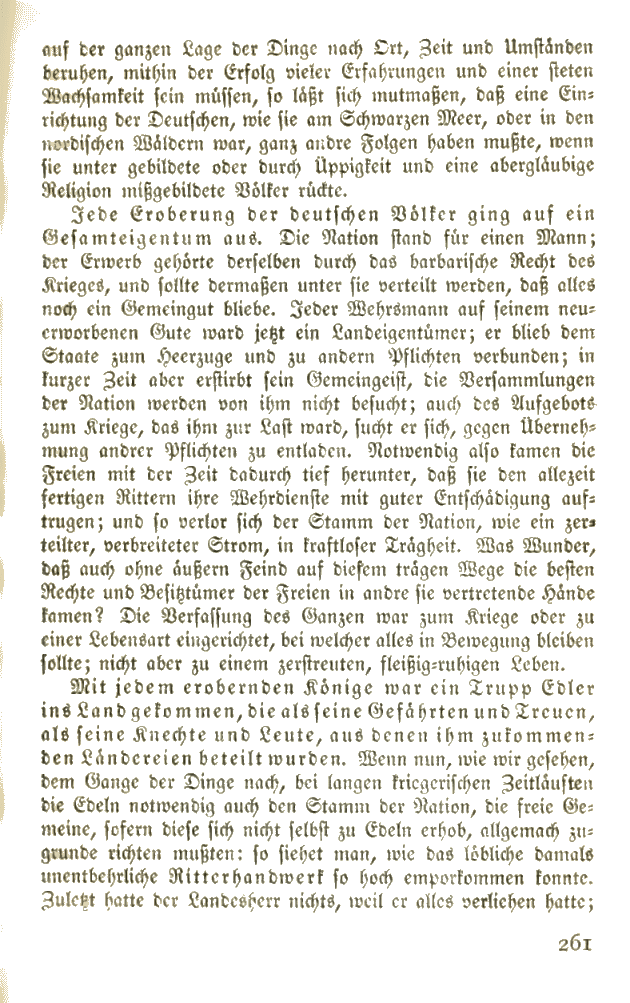 auf der ganzen Lage der Dinge nach Ort, Zeit und Umständen
beruhen, mithin der Erfolg vieler Erfahrungen und einer steten
Wachsamkeit sein müssen, so läßt sich mutmaßen, daß eine Ein-
richtung der Deutschen, wie sie am Schwarzen Meer, oder in den
nordischen Wäldern war, ganz andre Folgen haben mußte, wenn
sie unter gebildete oder durch Üppigkeit und eine abergläubige
Religion mißgebildete Völker rückte.
Jede Eroberung der deutschen Völker ging auf ein
Gesamteigentum aus. Die Nation stand für einen Mann;
der Erwerb gehörte derselben durch das barbarische Recht des
Krieges, und sollte dermaßen unter sie verteilt werden, daß alles
noch ein Gemeingut bliebe. Jeder Wehrsmann auf seinem neu-
erworbenen Gute ward jetzt ein Landeigentümer; er blieb dem
Staate zum Heerzuge und zu andern Pflichten verbunden; in
kurzer Zeit aber erstirbt sein Gemeingeist, die Versammlungen
der Nation werden von ihm nicht besucht; auch des Aufgebots
zum Kriege, das ihm zur Last ward, sucht er sich, gegen Überneh-
mung andrer Pflichten zu entladen. Notwendig also kamen die
Freien mit der Zeit dadurch tief herunter, daß sie den allezeit
fertigen Rittern ihre Wehrdienste mit guter Entschädigung auf-
trugen; und so verlor sich der Stamm der Nation, wie ein zer-
teilter, verbreiteter Strom, in kraftloser Trägheit. Was Wunder,
daß auch ohne äußern Feind auf diesem trägen Wege die besten
Rechte und Besitztümer der Freien in andre sie vertretende Hände
kamen? Die Verfassung des Ganzen war zum Kriege oder zu
einer Lebensart eingerichtet, bei welcher alles in Bewegung bleiben
sollte; nicht aber zu einem zerstreuten, fleißig-ruhigen Leben.
Mit jedem erobernden Könige war ein Trupp Edler
ins Land gekommen, die als seine Gefährten und Treuen,
als seine Knechte und Leute, aus denen ihm zukommen-
den Ländereien beteilt wurden. Wenn nun, wie wir gesehen,
dem Gange der Dinge nach, bei langen kriegerischen Zeitläuften
die Edeln notwendig auch den Stamm der Nation, die freie Ge-
meine, sofern diese sich nicht selbst zu Edeln erhob, allgemach zu-
grunde richten mußten: so siehet man, wie das löbliche damals
unentbehrliche Ritterhandwerk so hoch emporkommen konnte.
Zuletzt hatte der Landesherr nichts, weil er alles verliehen hatte;
261